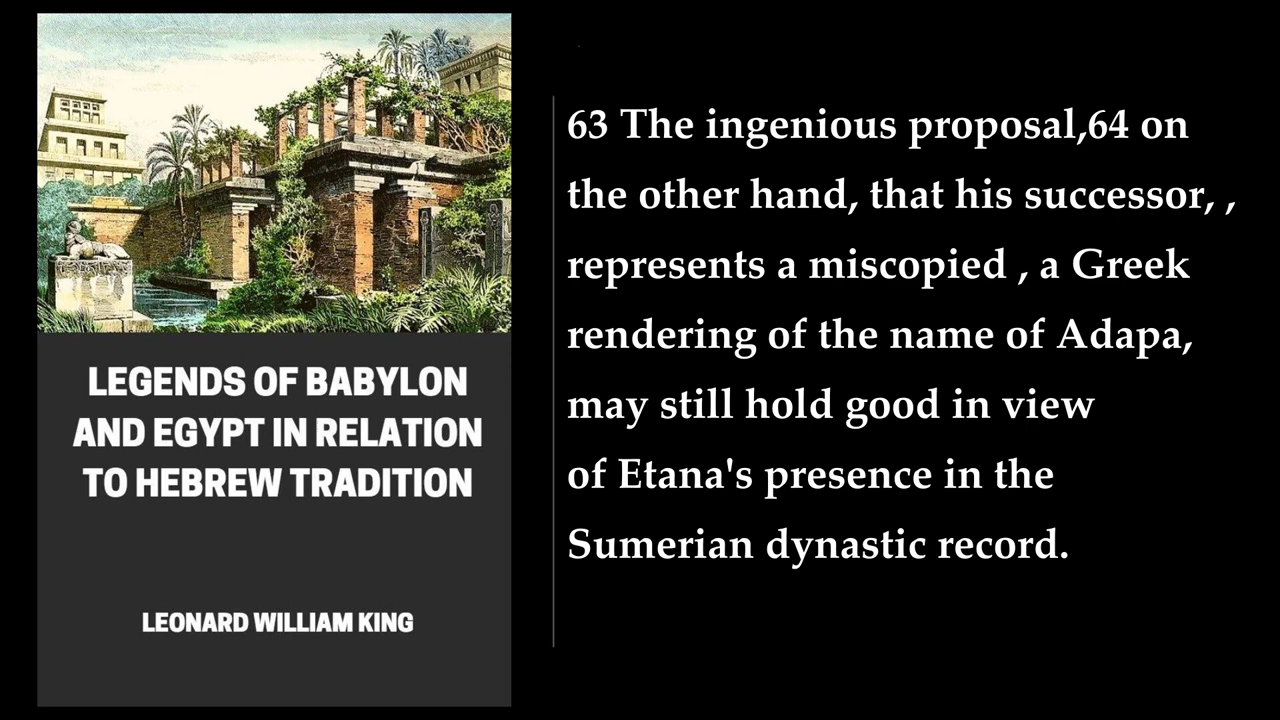 LEGENDS OF BABYLON
AND EGYPT IN RELATION
TO HEBREW TRADITION
LEONARD WILLIAM KING
63 The ingenious proposal,64 on
the other hand, that his successor, ,
represents a miscopied , a Greek
rendering of the name of Adapa,
may still hold good in view
of Etana's presence in the
Sumerian dynastic record.